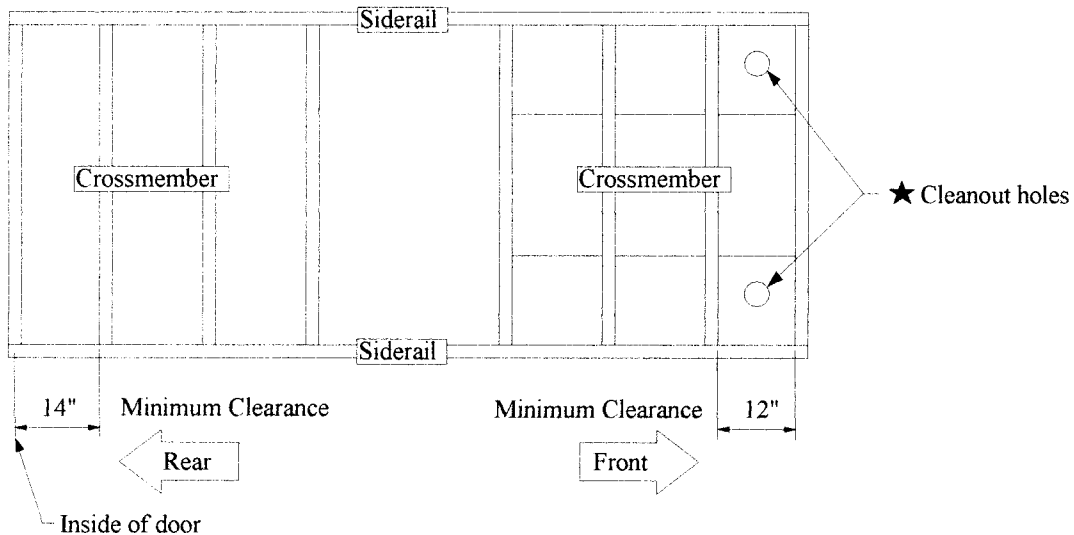 Siderail
Crossmember
Crossmember
★ Cleanout holes
Siderail
14"
Minimum Clearance
Minimum Clearance
12"
Rear
Front
Inside of door